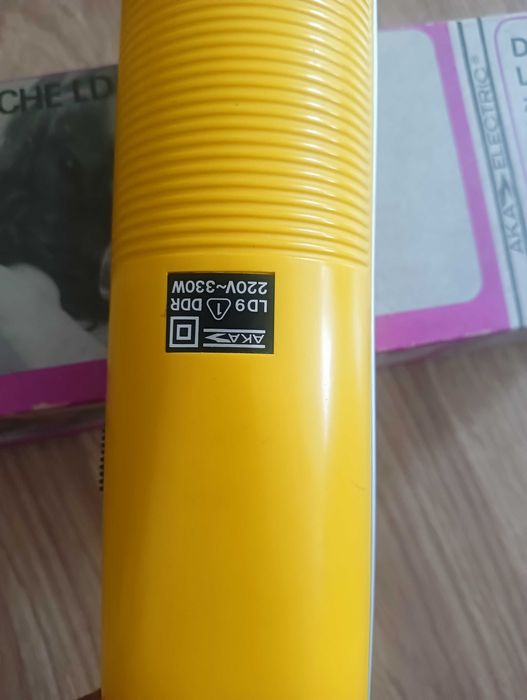 AKA
LD9 1 DDR
220V~330W
CHE LD
AKA ELECTRIC®
D
L